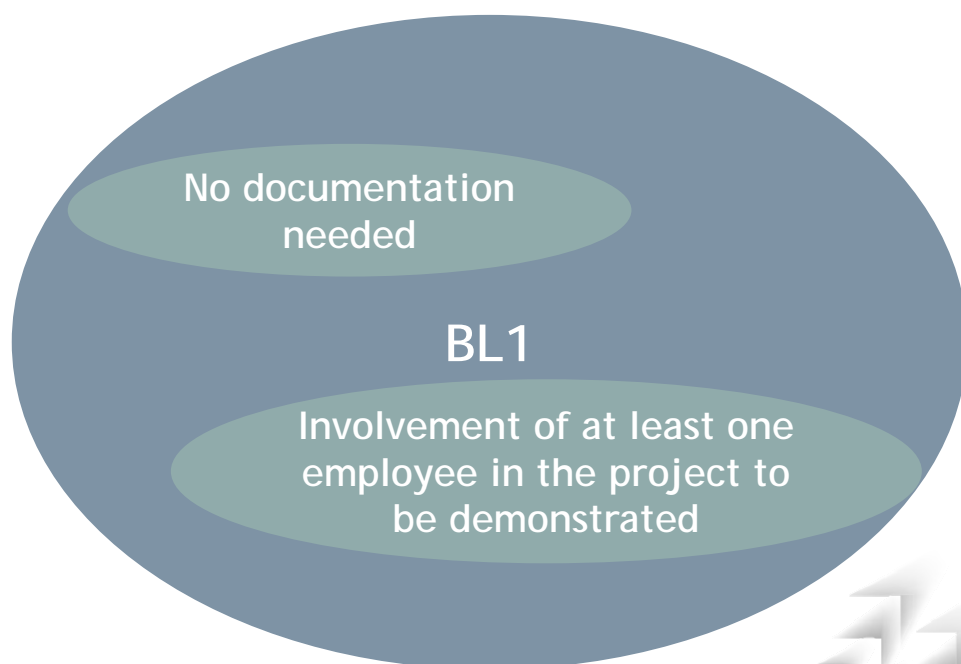 No documentation
needed
BL1
Involvement of at least one
employee in the project to
be demonstrated